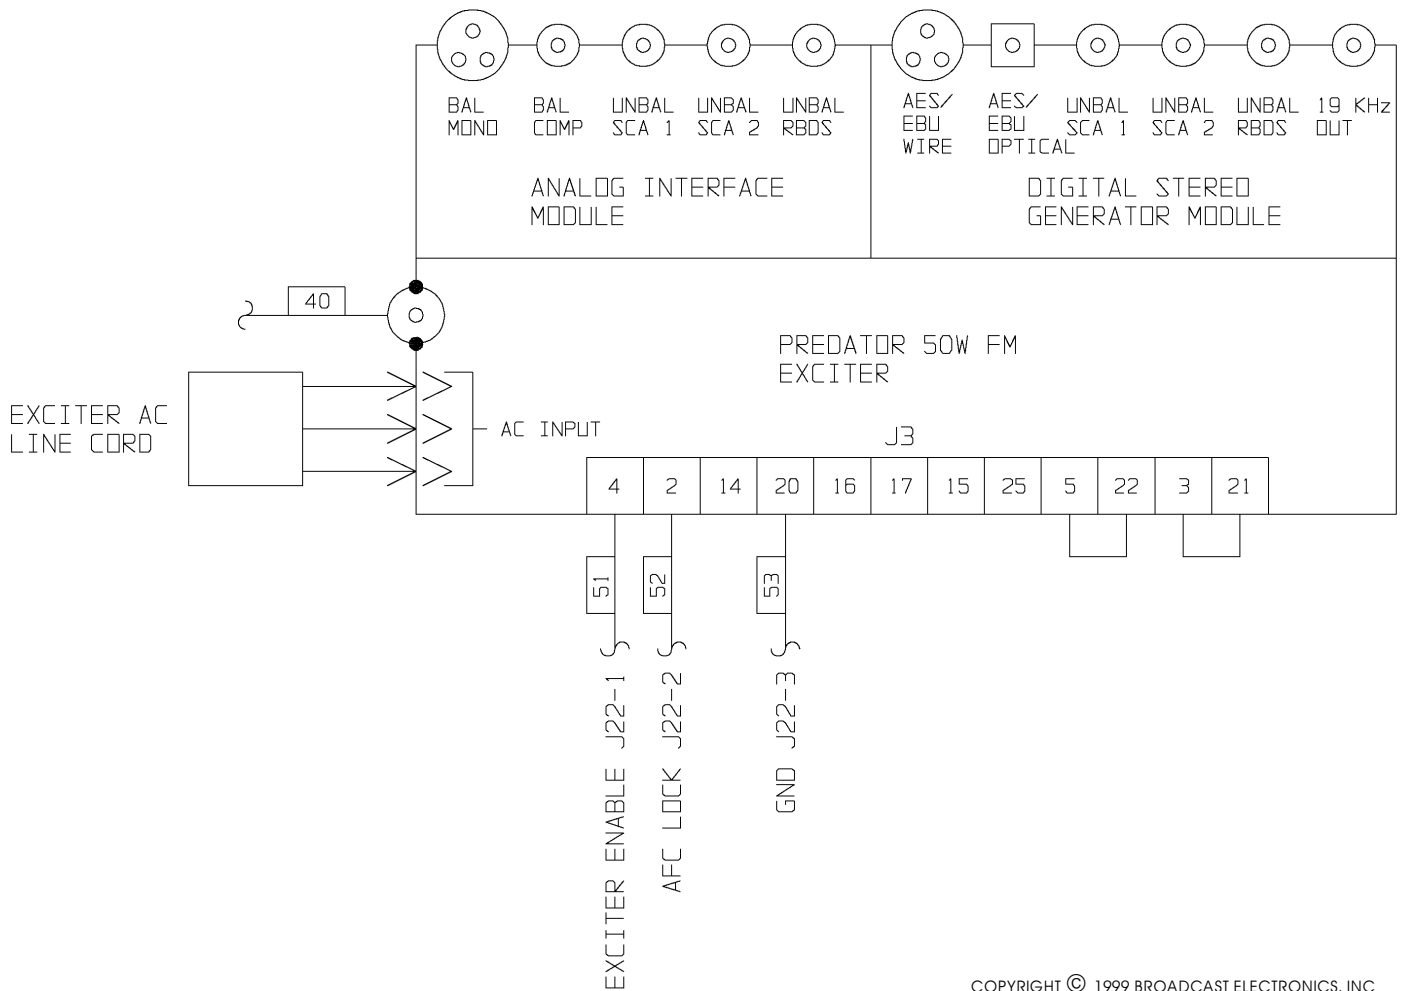 BAL
MONO
BAL
COMP
UNBAL
SCA 1
UNBAL
SCA 2
UNBAL
RBDS
AES/
EBU
WIRE
AES/
EBU
OPTICAL
UNBAL
SCA 1
UNBAL
SCA 2
UNBAL
RBDS
19 KHz
OUT
ANALOG INTERFACE
MODULE
DIGITAL STEREO
GENERATOR MODULE
40
PREDATOR 50W FM
EXCITER
EXCITER AC
LINE CORD
AC INPUT
J3
4 2 14 20 16 17 15 25 5 22 3 21
51
52
53
EXCITER ENABLE J22-1
AFC LOCK J22-2
GND J22-3
COPYRIGHT © 1999 BROADCAST ELECTRONICS, INC